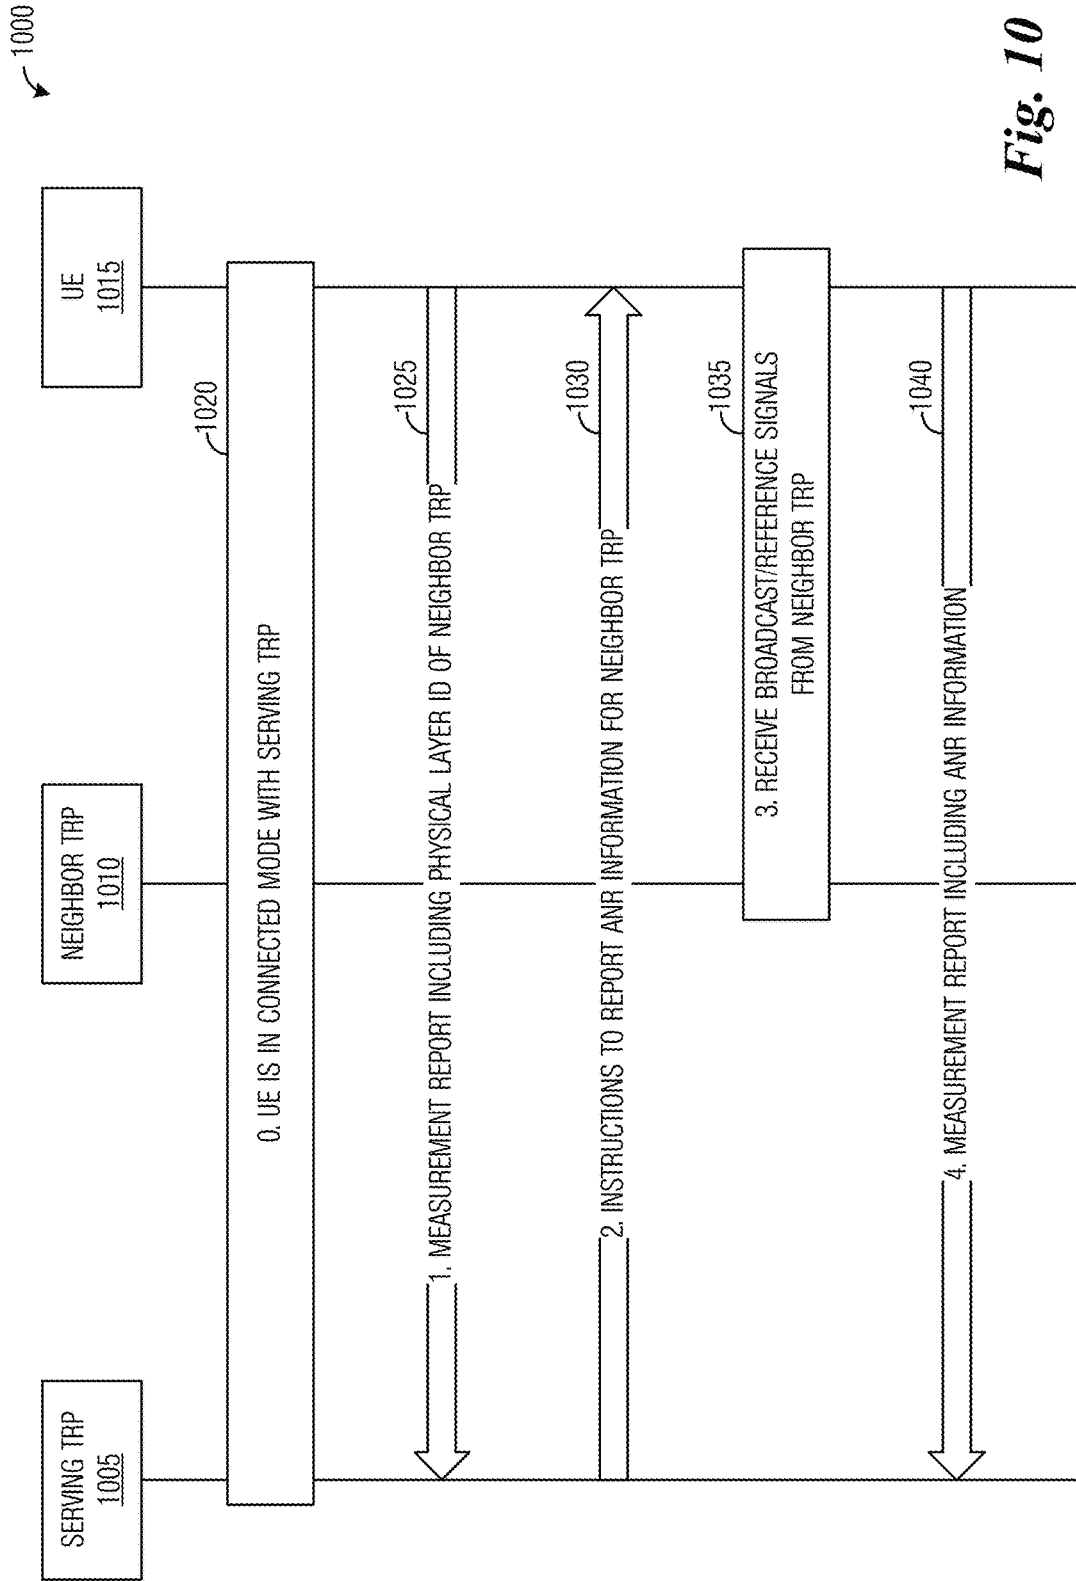 1000
SERVING TRP
1005
NEIGHBOR TRP
1010
UE
1015
1020
0. UE IS IN CONNECTED MODE WITH SERVING TRP
1025
1. MEASUREMENT REPORT INCLUDING PHYSICAL LAYER ID OF NEIGHBOR TRP
1030
2. INSTRUCTIONS TO REPORT ANR INFORMATION FOR NEIGHBOR TRP
1035
3. RECEIVE BROADCAST/REFERENCE SIGNALS
FROM NEIGHBOR TRP
1040
4. MEASUREMENT REPORT INCLUDING ANR INFORMATION
Fig. 10